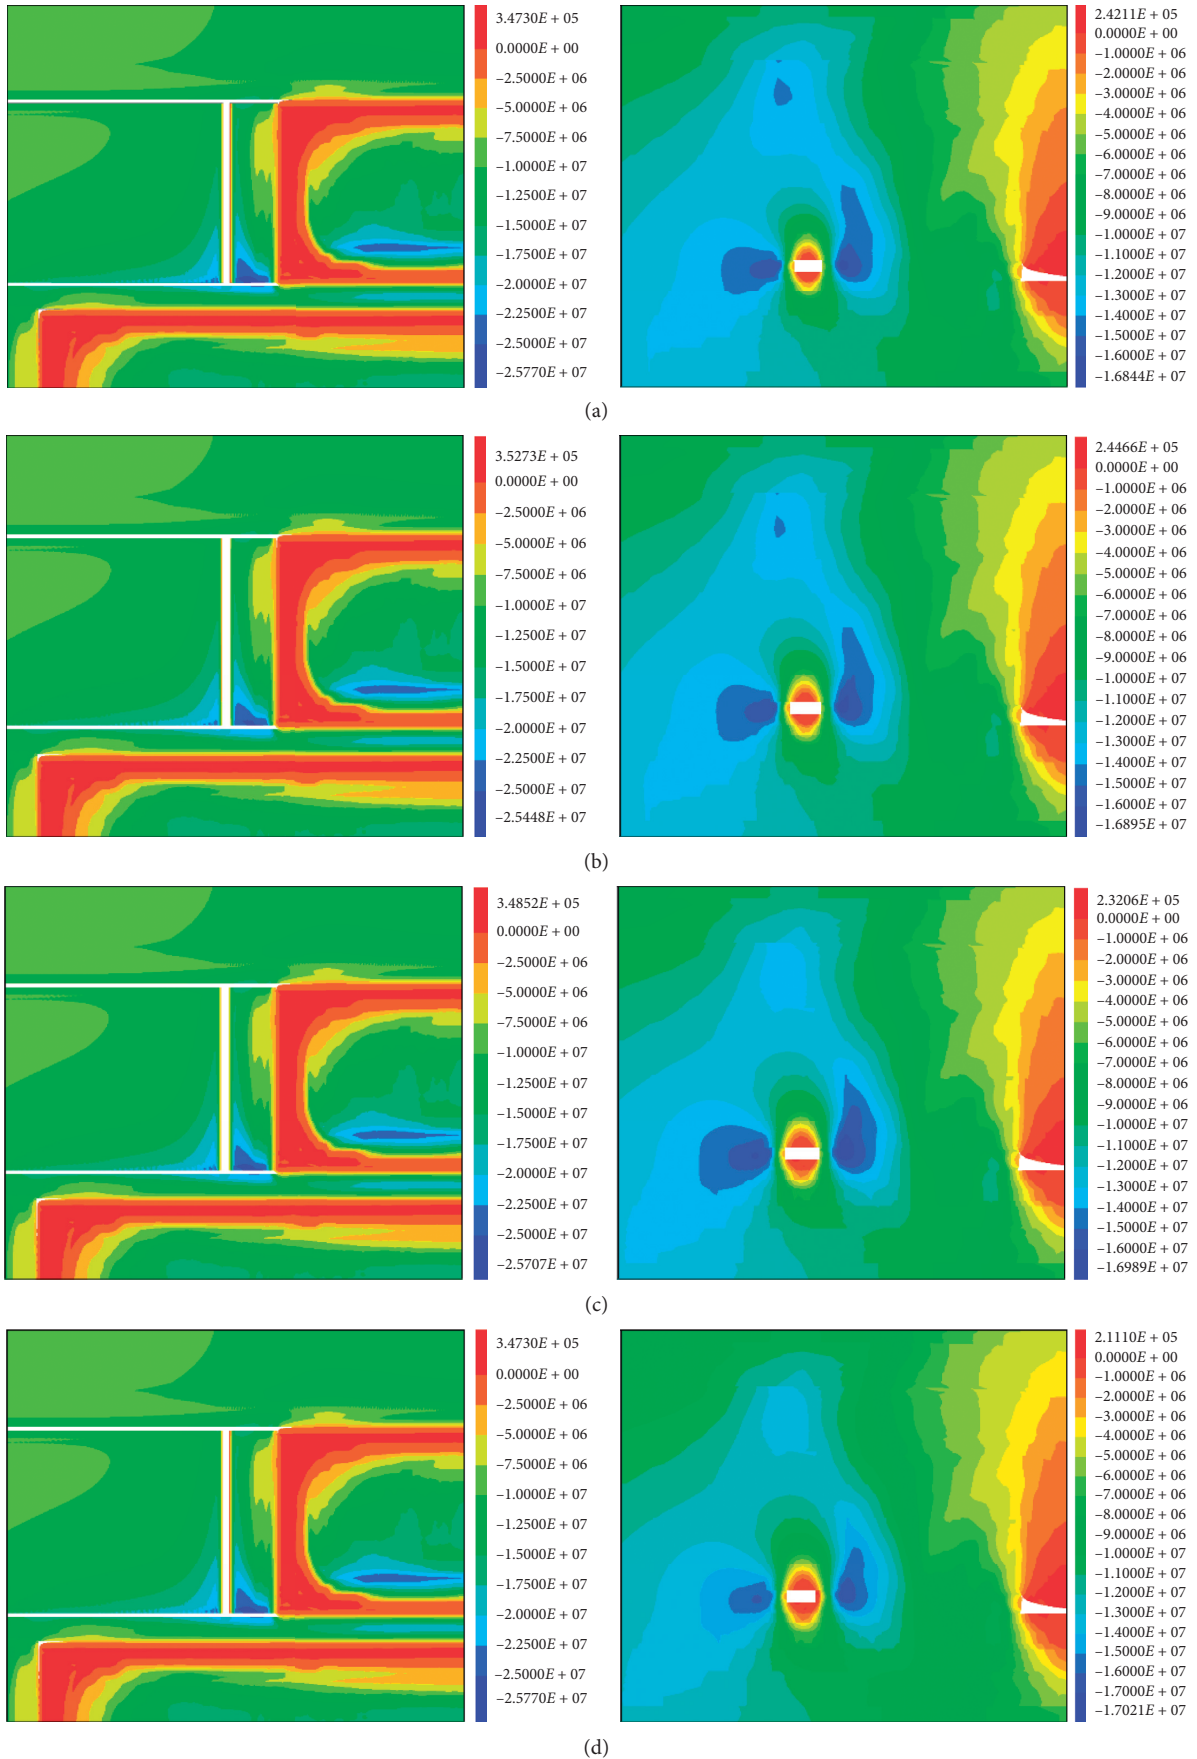 3.4730E + 05
0.0000E + 00
–2.5000E + 06
–5.0000E + 06
–7.5000E + 06
–1.0000E + 07
–1.2500E + 07
–1.5000E + 07
–1.7500E + 07
–2.0000E + 07
–2.2500E + 07
–2.5000E + 07
–2.5770E + 07
2.4211E + 05
0.0000E + 00
–1.0000E + 06
–2.0000E + 06
–3.0000E + 06
–4.0000E + 06
–5.0000E + 06
–6.0000E + 06
–7.0000E + 06
–8.0000E + 06
–9.0000E + 06
–1.0000E + 07
–1.1000E + 07
–1.2000E + 07
–1.3000E + 07
–1.4000E + 07
–1.5000E + 07
–1.6000E + 07
–1.6844E + 07
(a)
3.5273E + 05
0.0000E + 00
–2.5000E + 06
–5.0000E + 06
–7.5000E + 06
–1.0000E + 07
–1.2500E + 07
–1.5000E + 07
–1.7500E + 07
–2.0000E + 07
–2.2500E + 07
–2.5000E + 07
–2.5448E + 07
2.4466E + 05
0.0000E + 00
–1.0000E + 06
–2.0000E + 06
–3.0000E + 06
–4.0000E + 06
–5.0000E + 06
–6.0000E + 06
–7.0000E + 06
–8.0000E + 06
–9.0000E + 06
–1.0000E + 07
–1.1000E + 07
–1.2000E + 07
–1.3000E + 07
–1.4000E + 07
–1.5000E + 07
–1.6000E + 07
–1.6895E + 07
(b)
3.4852E + 05
0.0000E + 00
–2.5000E + 06
–5.0000E + 06
–7.5000E + 06
–1.0000E + 07
–1.2500E + 07
–1.5000E + 07
–1.7500E + 07
–2.0000E + 07
–2.2500E + 07
–2.5000E + 07
–2.5707E + 07
2.3206E + 05
0.0000E + 00
–1.0000E + 06
–2.0000E + 06
–3.0000E + 06
–4.0000E + 06
–5.0000E + 06
–6.0000E + 06
–7.0000E + 06
–8.0000E + 06
–9.0000E + 06
–1.0000E + 07
–1.1000E + 07
–1.2000E + 07
–1.3000E + 07
–1.4000E + 07
–1.5000E + 07
–1.6000E + 07
–1.6989E + 07
(c)
3.4730E + 05
0.0000E + 00
–2.5000E + 06
–5.0000E + 06
–7.5000E + 06
–1.0000E + 07
–1.2500E + 07
–1.5000E + 07
–1.7500E + 07
–2.0000E + 07
–2.2500E + 07
–2.5000E + 07
–2.5770E + 07
2.1110E + 05
0.0000E + 00
–1.0000E + 06
–2.0000E + 06
–3.0000E + 06
–4.0000E + 06
–5.0000E + 06
–6.0000E + 06
–7.0000E + 06
–8.0000E + 06
–9.0000E + 06
–1.0000E + 07
–1.1000E + 07
–1.2000E + 07
–1.3000E + 07
–1.4000E + 07
–1.5000E + 07
–1.6000E + 07
–1.7000E + 07
–1.7021E + 07
(d)